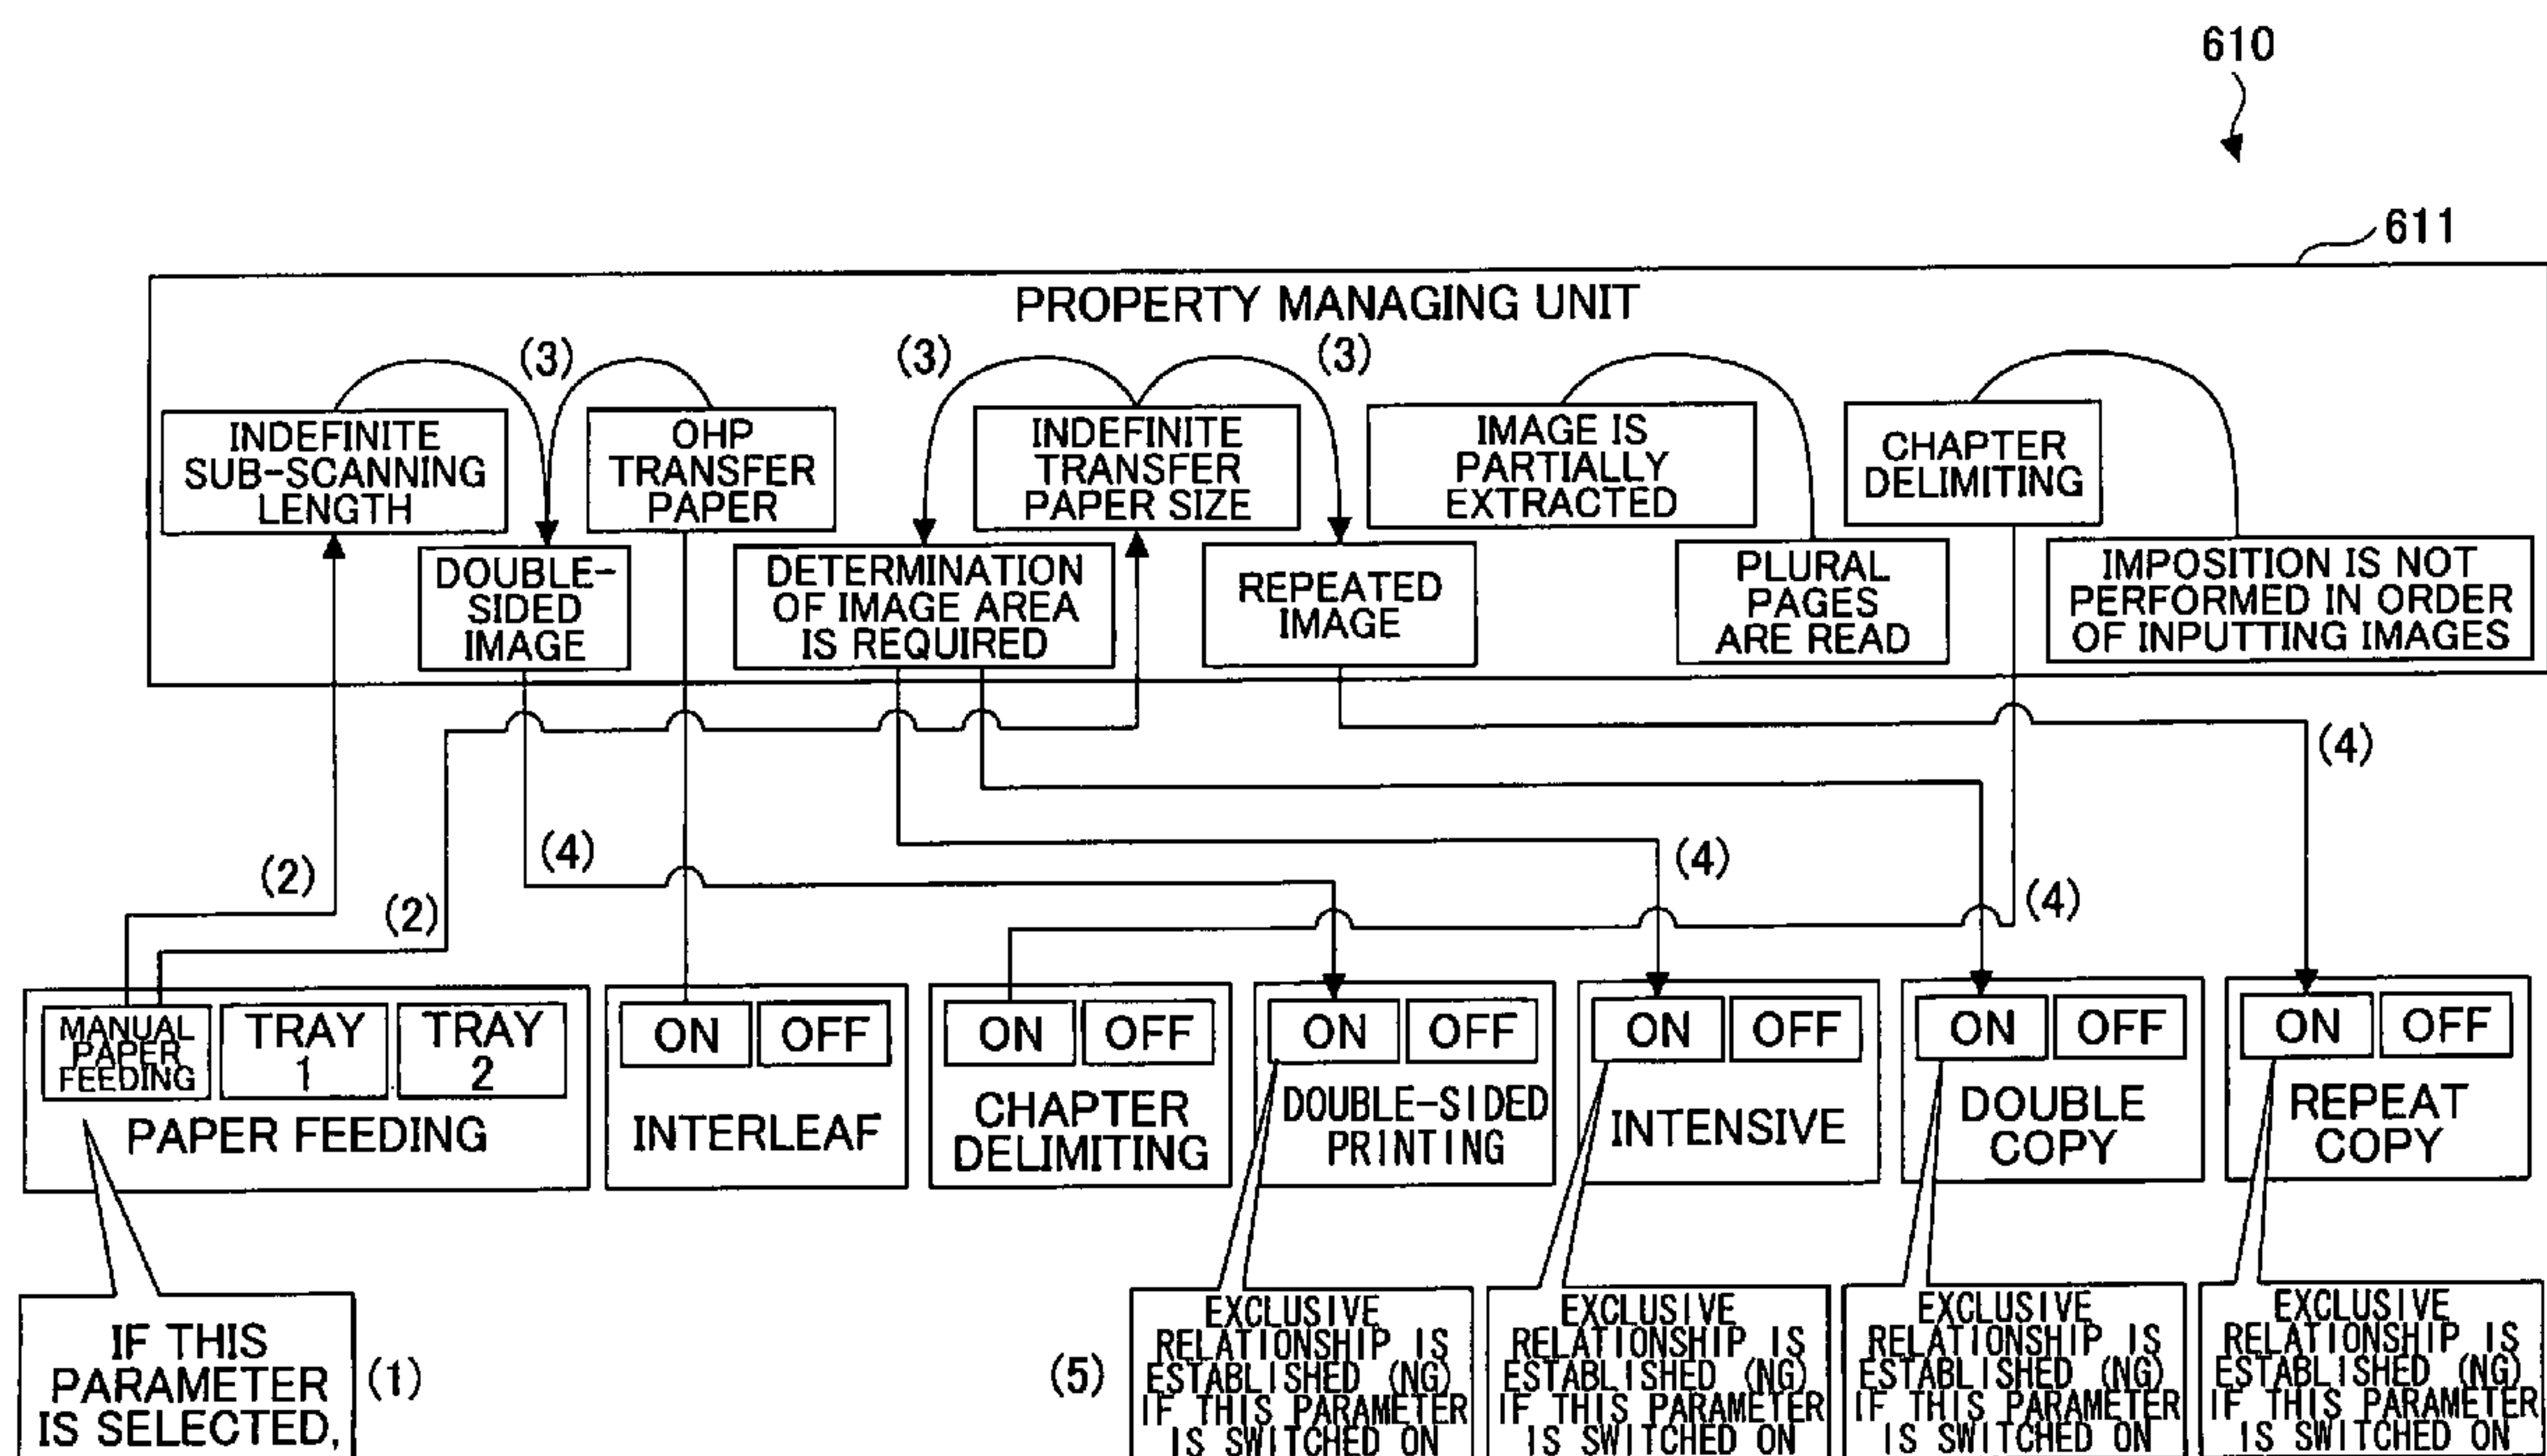 610
611
PROPERTY MANAGING UNIT
(3)
(3)
(3)
INDEFINITE
SUB-SCANNING
LENGTH
OHP
TRANSFER
PAPER
INDEFINITE
TRANSFER
PAPER SIZE
IMAGE IS
PARTIALLY
EXTRACTED
CHAPTER
DELIMITING
DOUBLE-
SIDED
IMAGE
DETERMINATION
OF IMAGE AREA
IS REQUIRED
REPEATED
IMAGE
PLURAL
PAGES
ARE READ
IMPOSITION IS NOT
PERFORMED IN ORDER
OF INPUTTING IMAGES
(4)
(4)
(4)
(2)
(2)
(4)
MANUAL
PAPER
FEEDING
TRAY
1
TRAY
2
PAPER FEEDING
ON
OFF
INTERLEAF
ON
OFF
CHAPTER
DELIMITING
ON
OFF
DOUBLE-SIDED
PRINTING
ON
OFF
INTENSIVE
ON
OFF
DOUBLE
COPY
ON
OFF
REPEAT
COPY
IF THIS
PARAMETER
IS SELECTED,
(1)
(5)
EXCLUSIVE
RELATIONSHIP IS
ESTABLISHED (NG)
IF THIS PARAMETER
IS SWITCHED ON
EXCLUSIVE
RELATIONSHIP IS
ESTABLISHED (NG)
IF THIS PARAMETER
IS SWITCHED ON
EXCLUSIVE
RELATIONSHIP IS
ESTABLISHED (NG)
IF THIS PARAMETER
IS SWITCHED ON
EXCLUSIVE
RELATIONSHIP IS
ESTABLISHED (NG)
IF THIS PARAMETER
IS SWITCHED ON